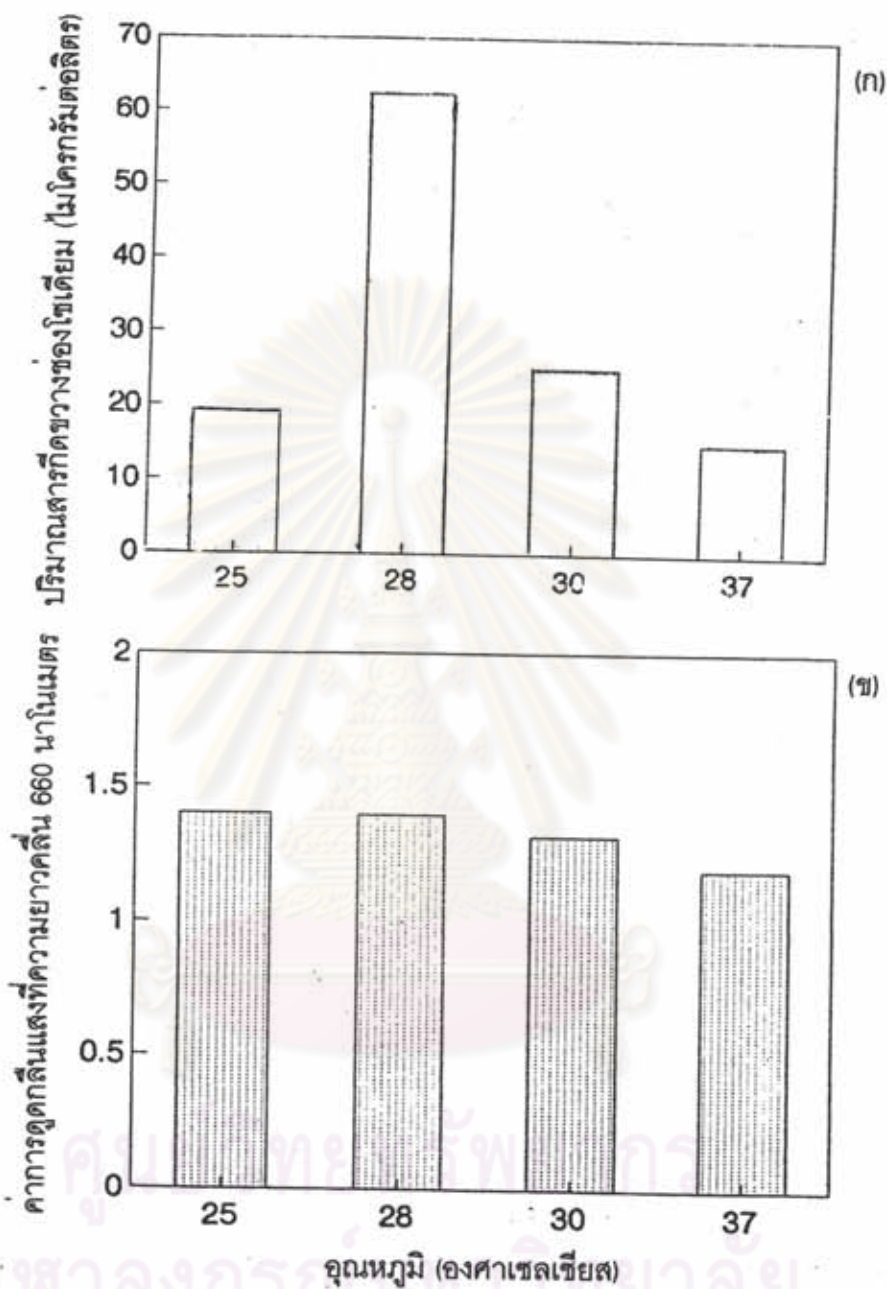 ปริมาณสารกีดขวางช่องโซเดียม (ไมโครกรัมต่อลิตร)
70
60
50
40
30
20
10
0
25 28 30 37
(ก)
ค่าการดูดกลืนแสงที่ความยาวคลื่น 660 นาโนเมตร
2
1.5
1
0.5
0
25 28 30 37
(ข)
อุณหภูมิ (องศาเซลเซียส)